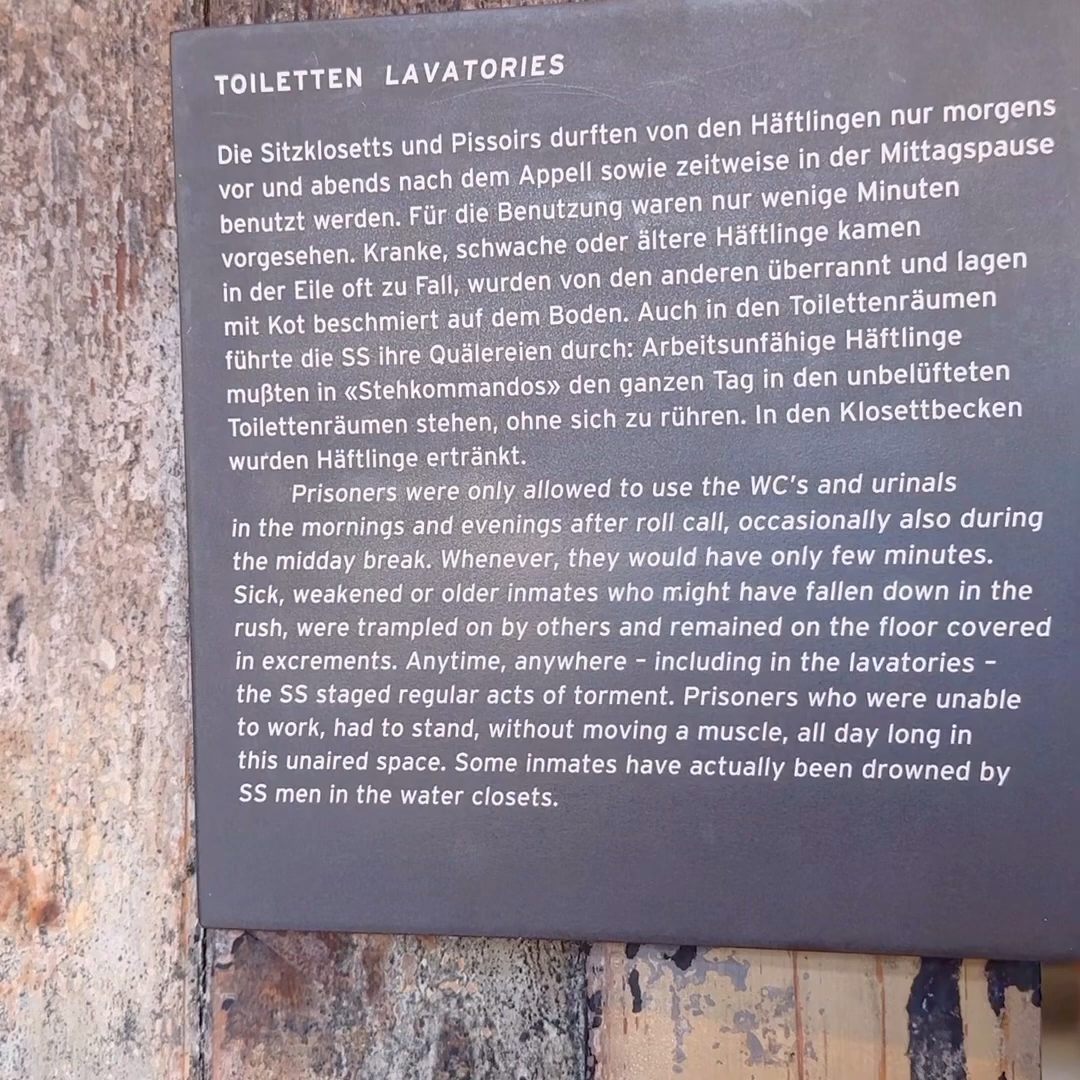 TOILETTEN LAVATORIES
Die Sitzklosetts und Pissoirs durften von den Häftlingen nur morgens
vor und abends nach dem Appell sowie zeitweise in der Mittagspause
benutzt werden. Für die Benutzung waren nur wenige Minuten
vorgesehen. Kranke, schwache oder ältere Häftlinge kamen
in der Eile oft zu Fall, wurden von den anderen überrannt und lagen
mit Kot beschmiert auf dem Boden. Auch in den Toilettenräumen
führte die SS ihre Quälereien durch: Arbeitsunfähige Häftlinge
mußten in «Stehkommandos» den ganzen Tag in den unbelüfteten
Toilettenräumen stehen, ohne sich zu rühren. In den Klosettbecken
wurden Häftlinge ertränkt.
Prisoners were only allowed to use the WC's and urinals
in the mornings and evenings after roll call, occasionally also during
the midday break. Whenever, they would have only few minutes.
Sick, weakened or older inmates who might have fallen down in the
rush, were trampled on by others and remained on the floor covered
in excrements. Anytime, anywhere – including in the lavatories –
the SS staged regular acts of torment. Prisoners who were unable
to work, had to stand, without moving a muscle, all day long in
this unaired space. Some inmates have actually been drowned by
SS men in the water closets.